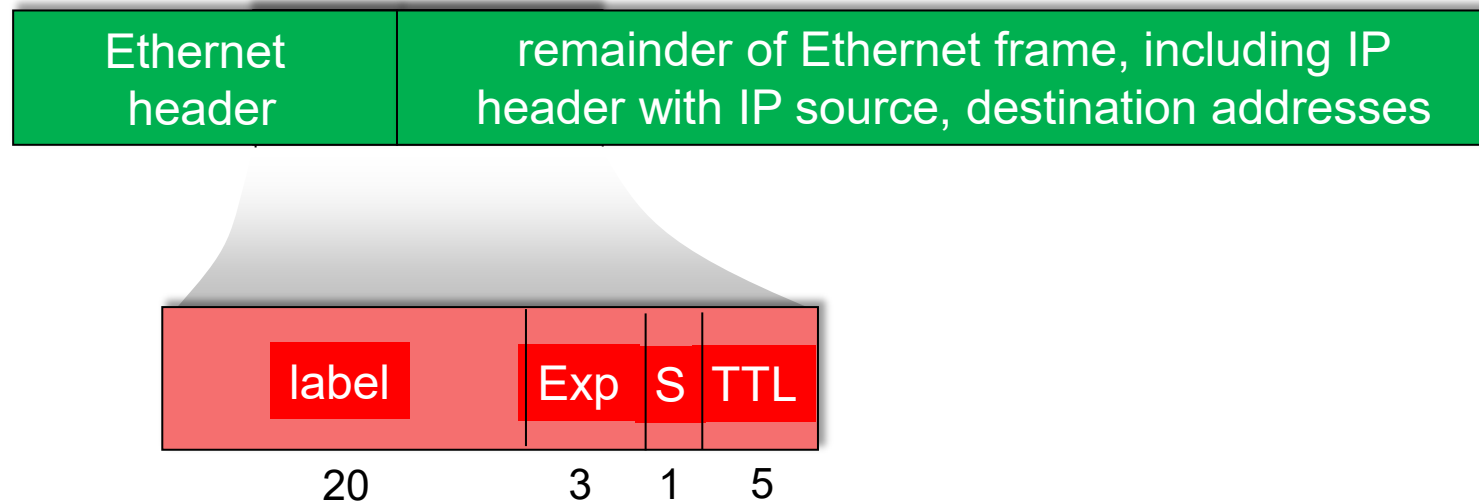 Ethernet
header
remainder of Ethernet frame, including IP
header with IP source, destination addresses
label Exp S TTL
20 3 1 5